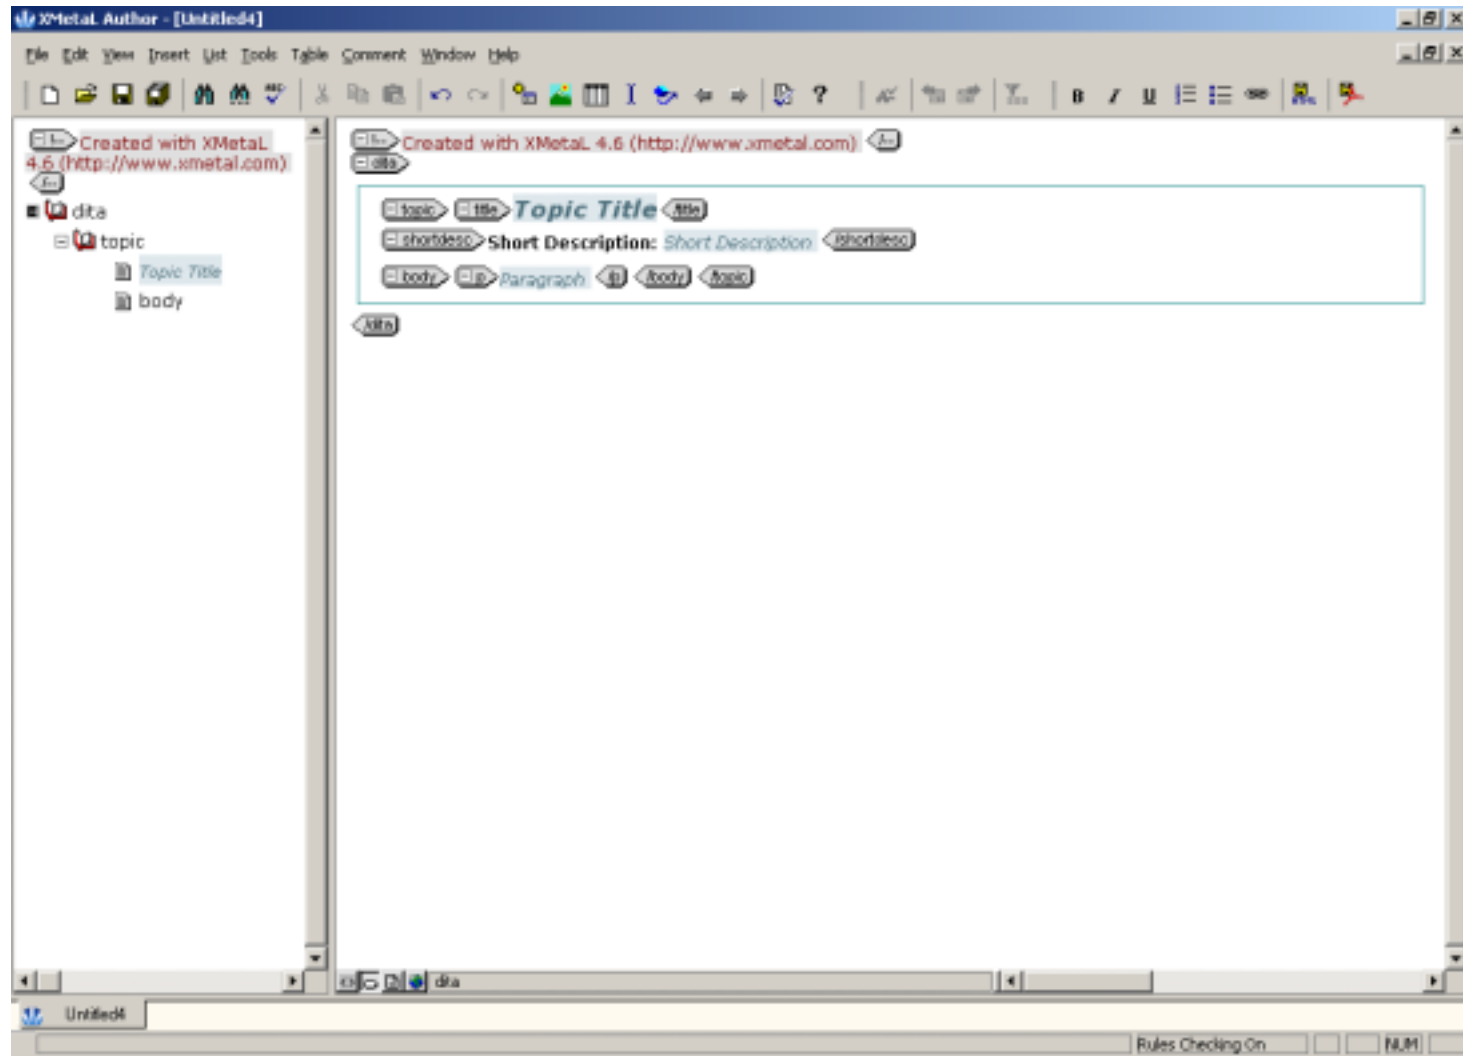 XMetaL Author - [Untitled4]
File Edit View Insert List Tools Table Comment Window Help
Created with XMetaL
4.6 (http://www.xmetal.com)
dita
topic
Topic Title
body
Created with XMetaL 4.6 (http://www.xmetal.com)
dita
topic title Topic Title /title
shortdesc Short Description: Short Description /shortdesc
body p Paragraph /p /body /topic
/dita
dita
Untitled4
Rules Checking On NUM